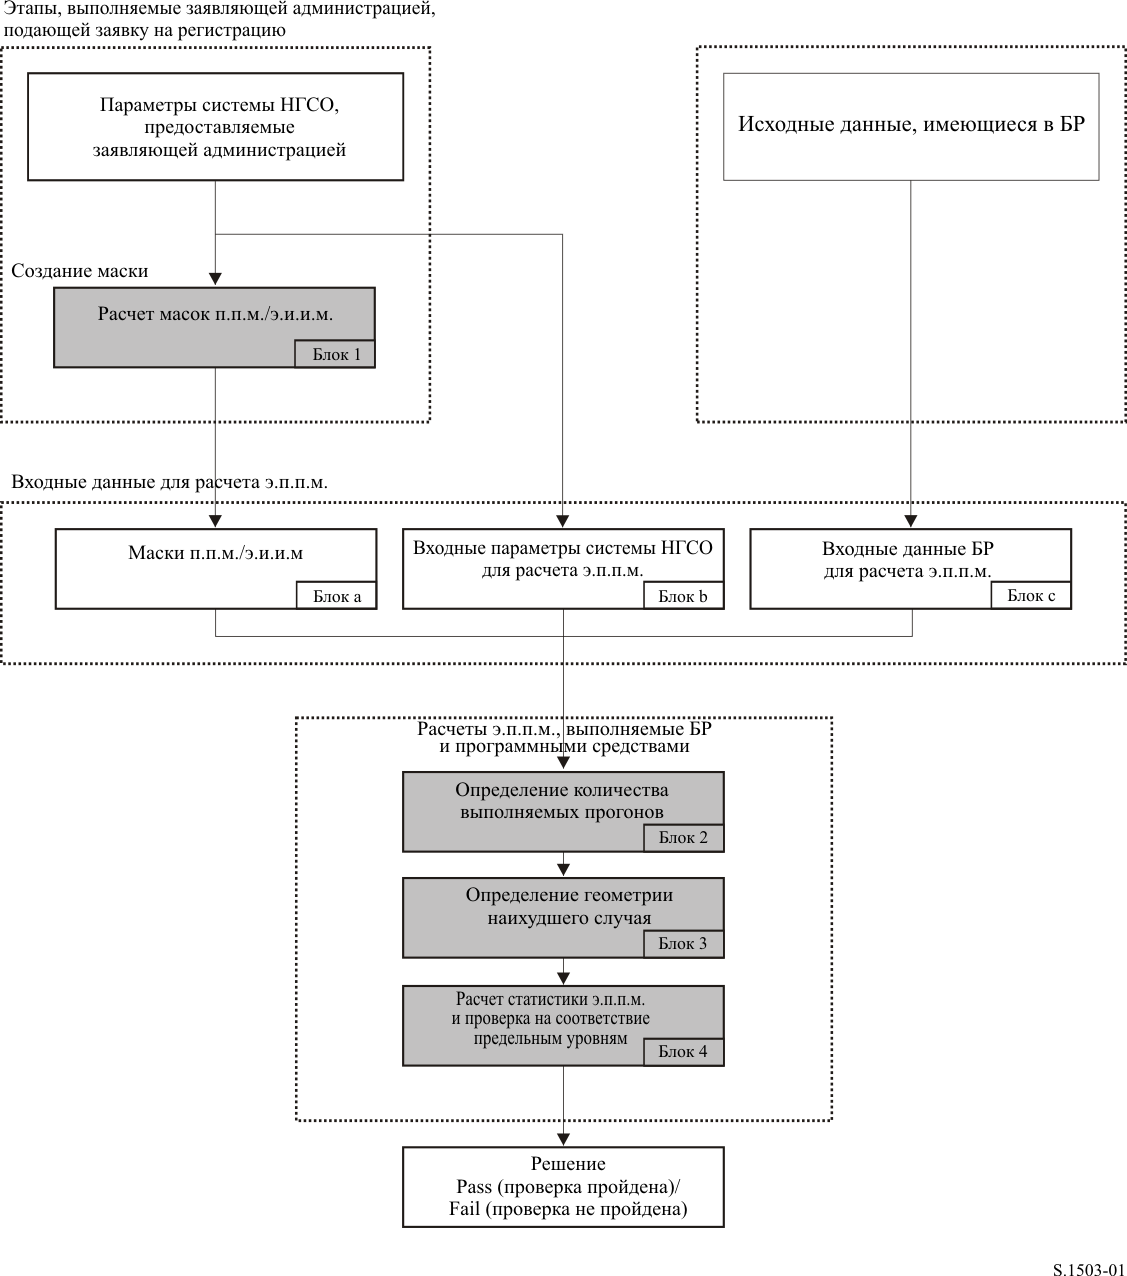 Этапы, выполняемые заявляющей администрацией,
подающей заявку на регистрацию
Параметры системы НГСО,
предоставляемые
заявляющей администрацией
Исходные данные, имеющиеся в БР
Создание маски
Расчет масок п.п.м./э.и.и.м.
Блок 1
Входные данные для расчета э.п.п.м.
Маски п.п.м./э.и.и.м
Блок a
Входные параметры системы НГСО
для расчета э.п.п.м.
Блок b
Входные данные БР
для расчета э.п.п.м.
Блок c
Расчеты э.п.п.м., выполняемые БР
и программными средствами
Определение количества
выполняемых прогонов
Блок 2
Определение геометрии
наихудшего случая
Блок 3
Расчет статистики э.п.п.м.
и проверка на соответствие
предельным уровням
Блок 4
Решение
Pass (проверка пройдена)/
Fail (проверка не пройдена)
S.1503-01